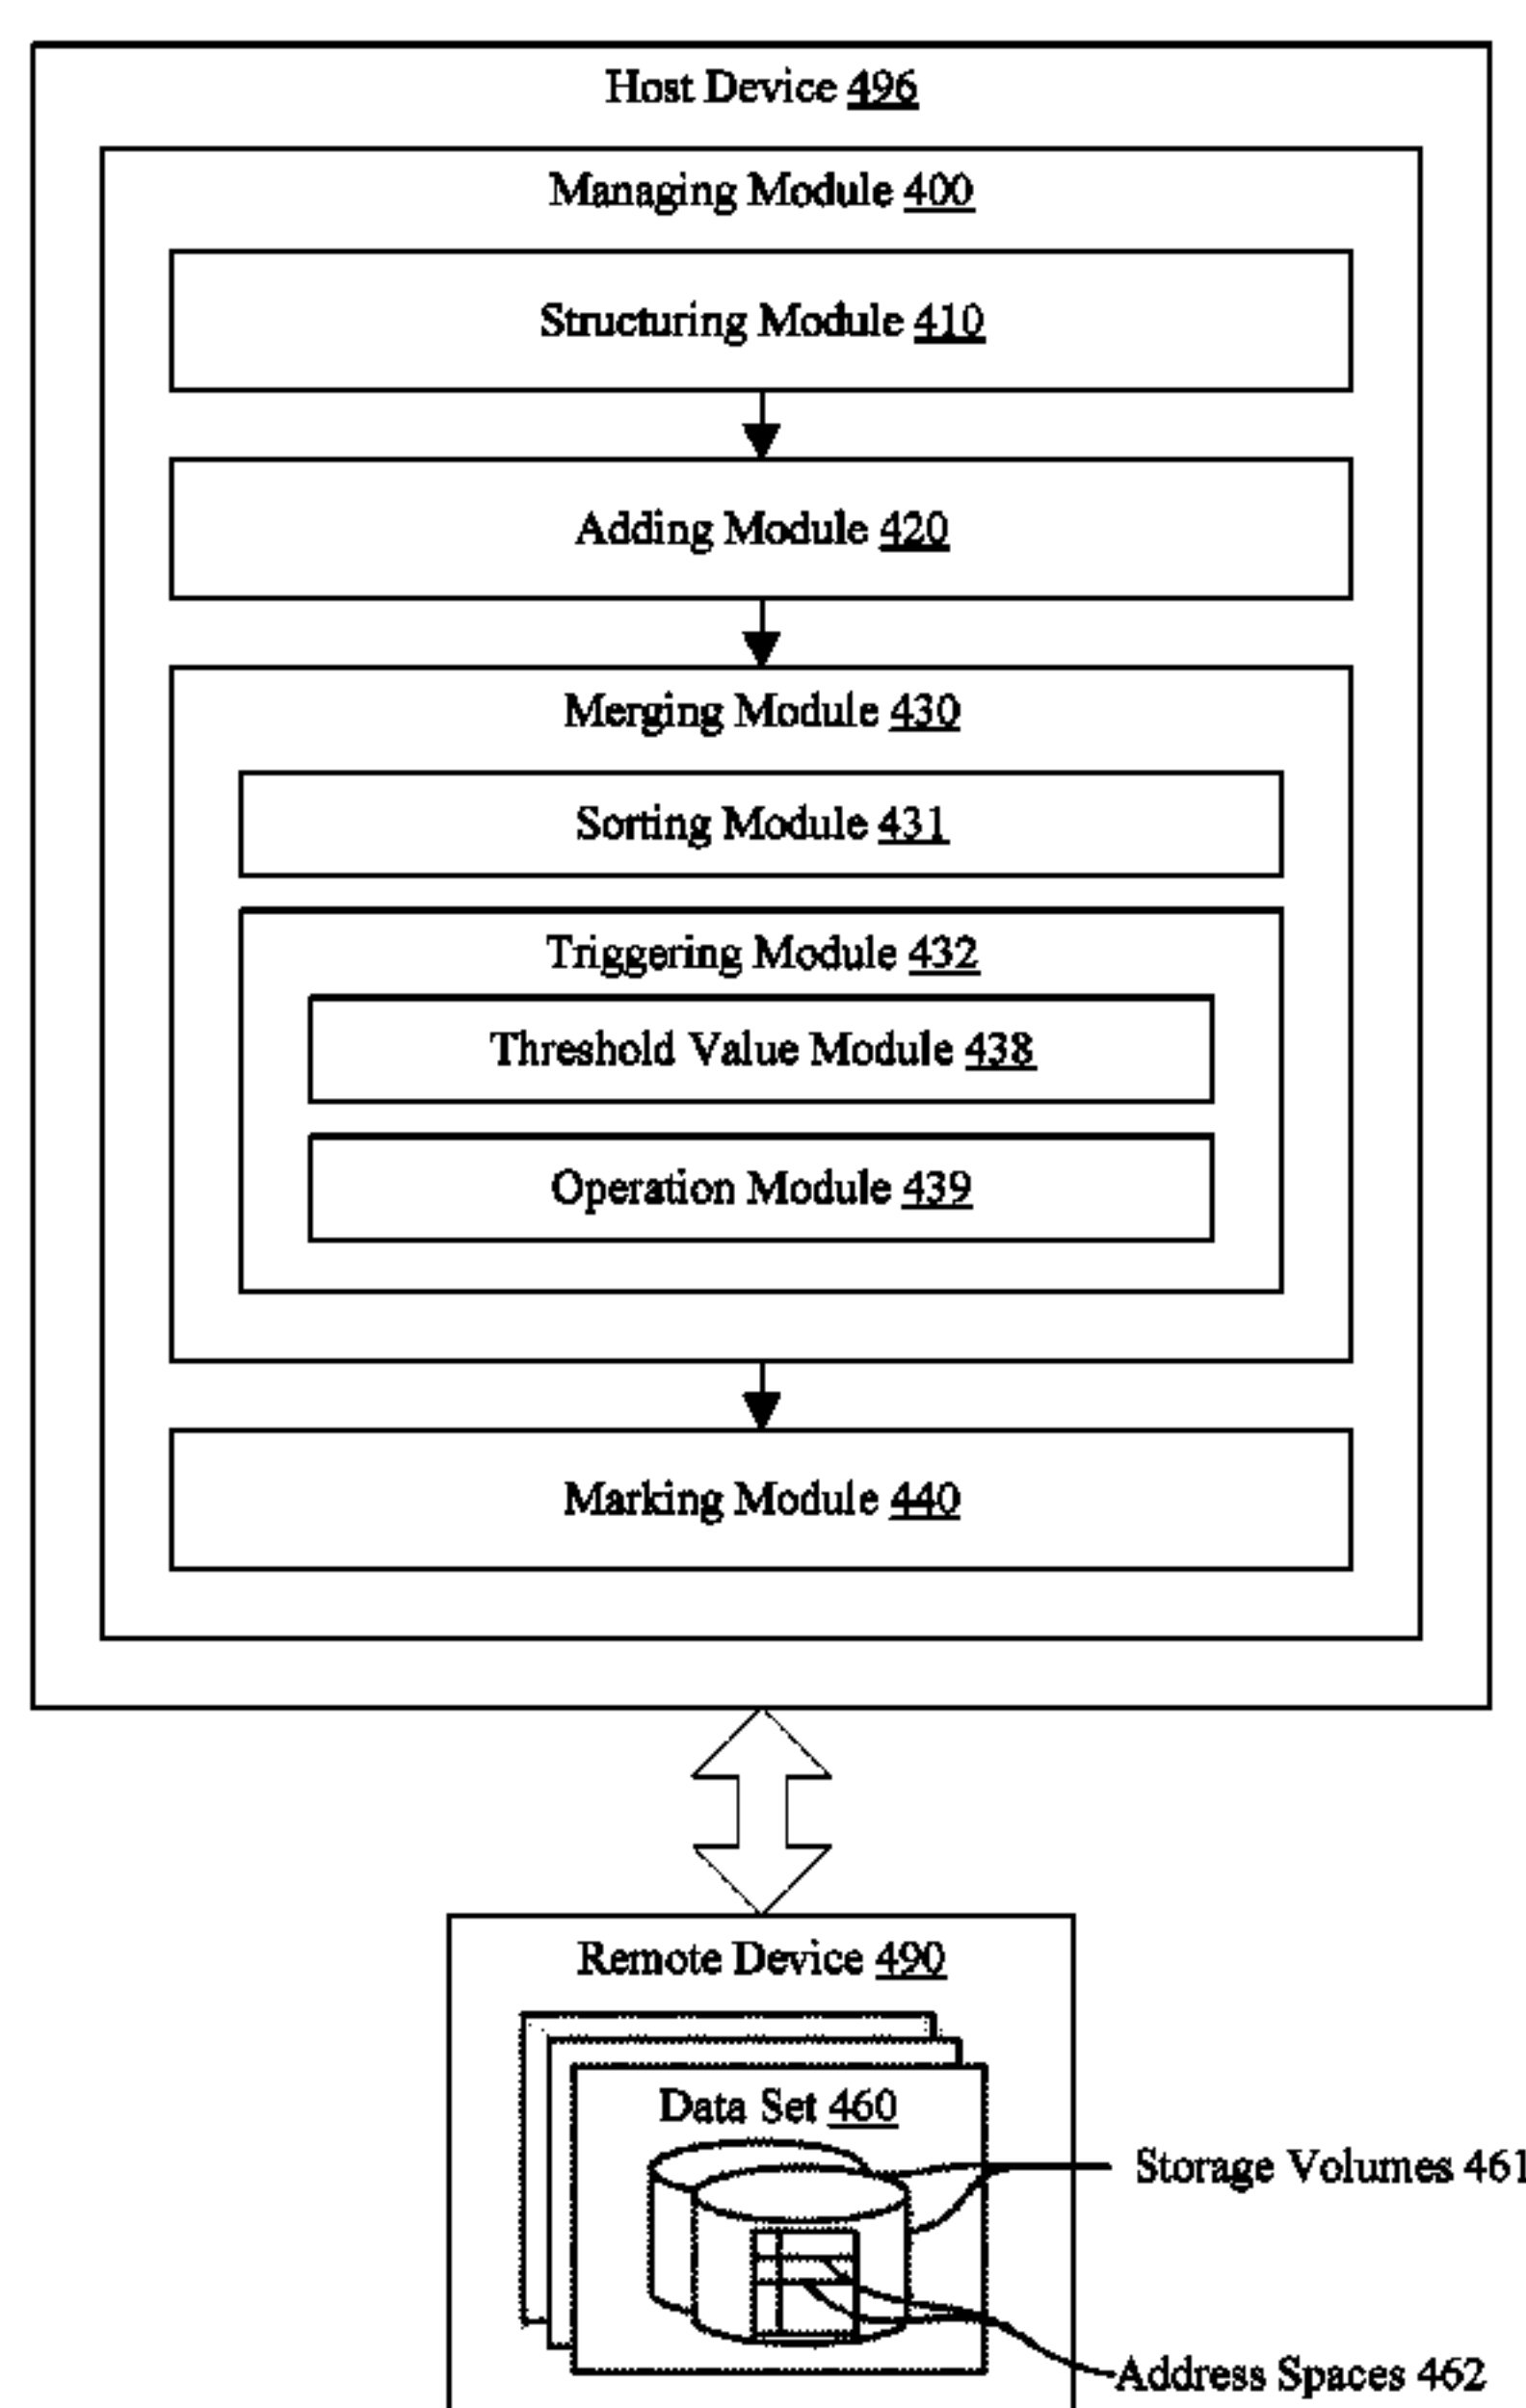 Host Device 496
Managing Module 400
Structuring Module 410
Adding Module 420
Merging Module 430
Sorting Module 431
Triggering Module 432
Threshold Value Module 438
Operation Module 439
Marking Module 440
Remote Device 490
Data Set 460
Storage Volumes 461
Address Spaces 462